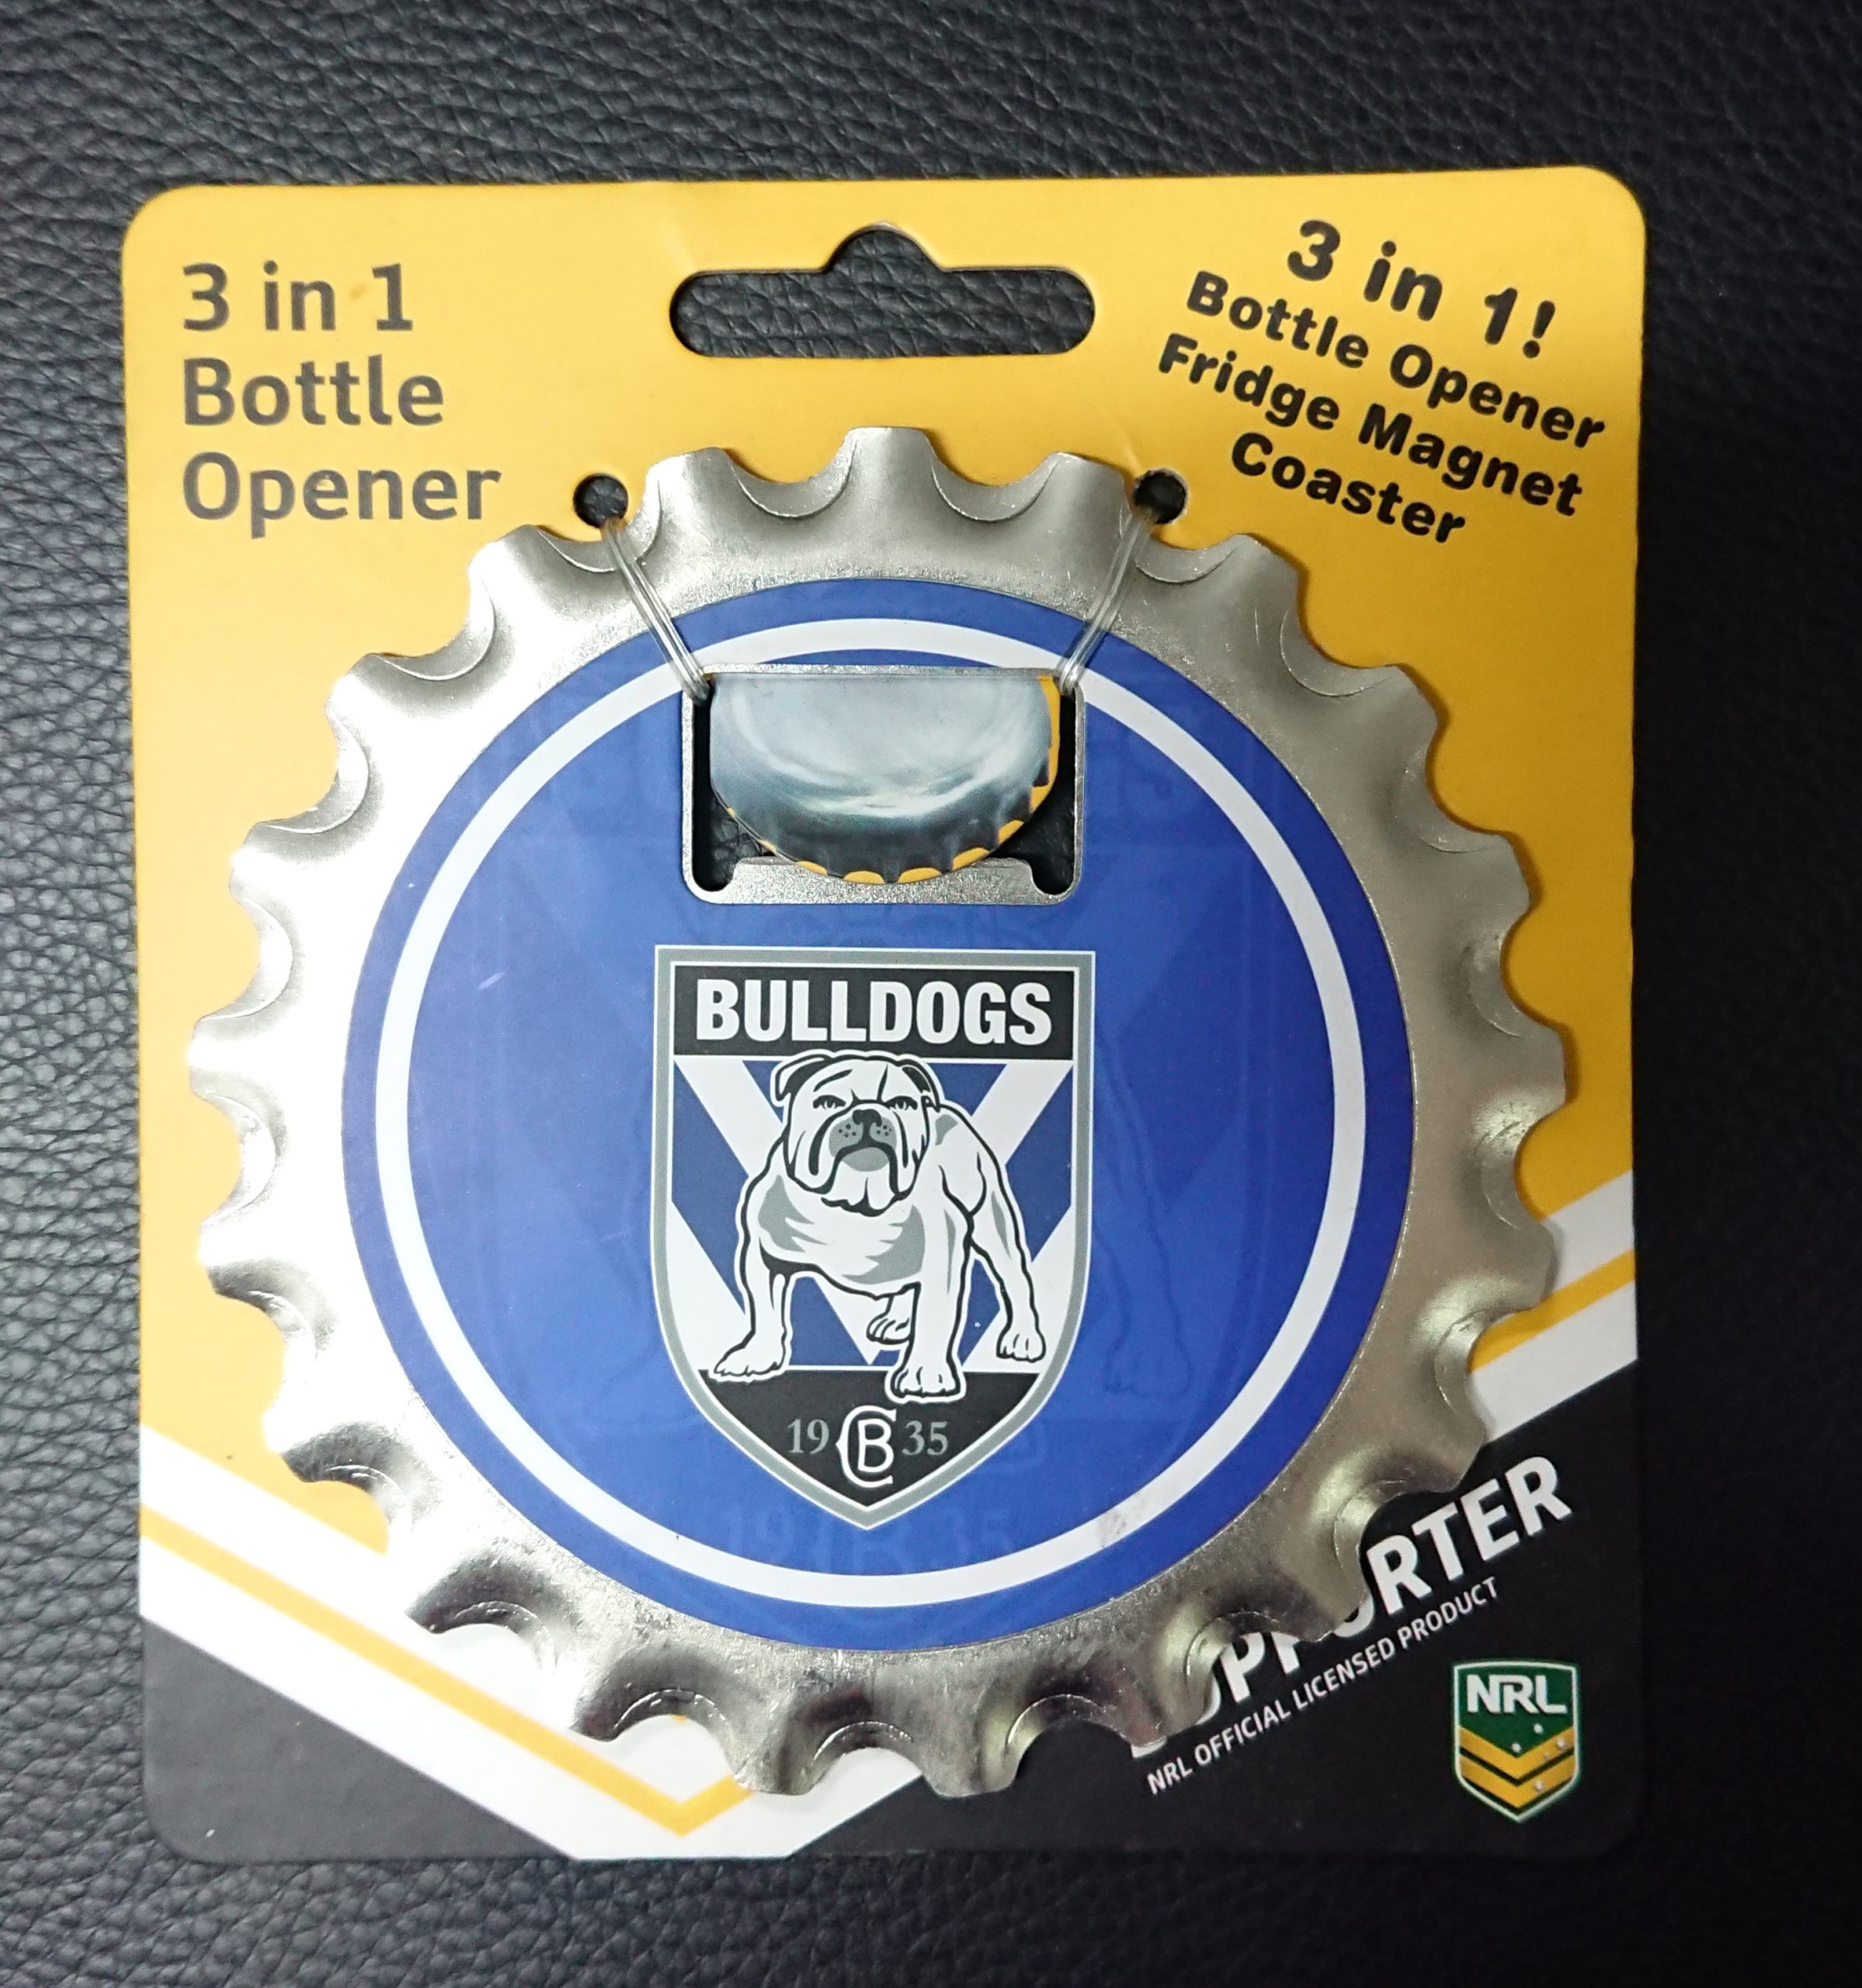 3 in 1
Bottle
Opener
3 in 1!
Bottle Opener
Fridge Magnet
Coaster
BULLDOGS
19 CB 35
NRL OFFICIAL LICENSED PRODUCT
NRL